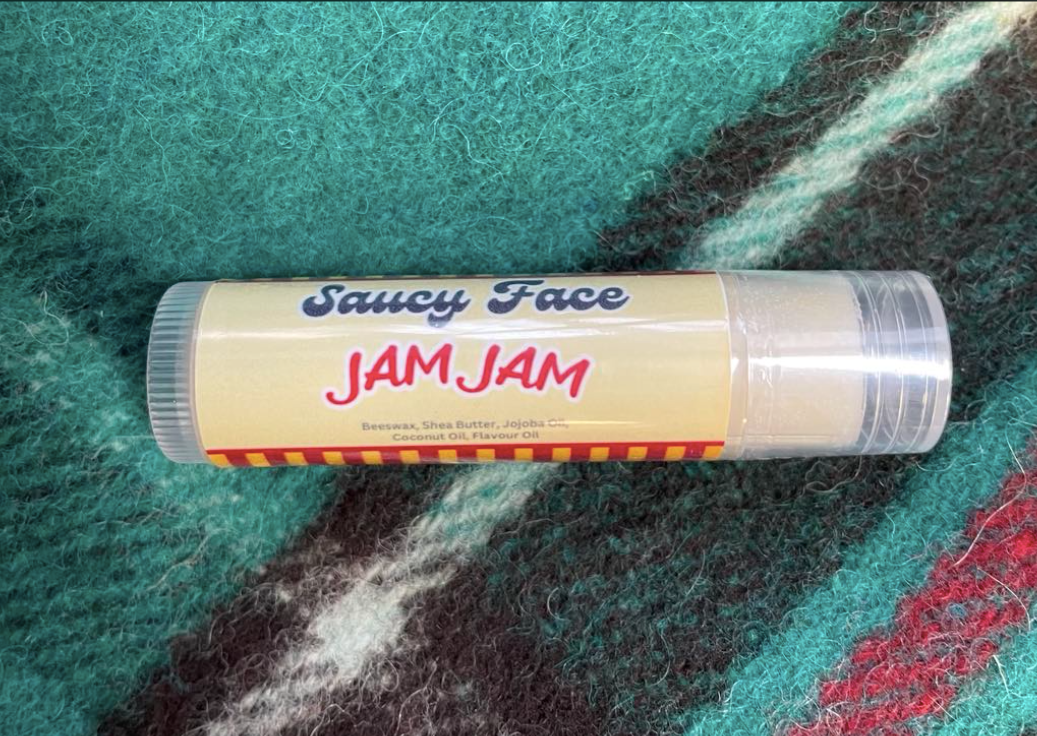 Saucy Face
JAM JAM
Beeswax, Shea Butter, Jojoba Oil,
Coconut Oil, Flavour Oil